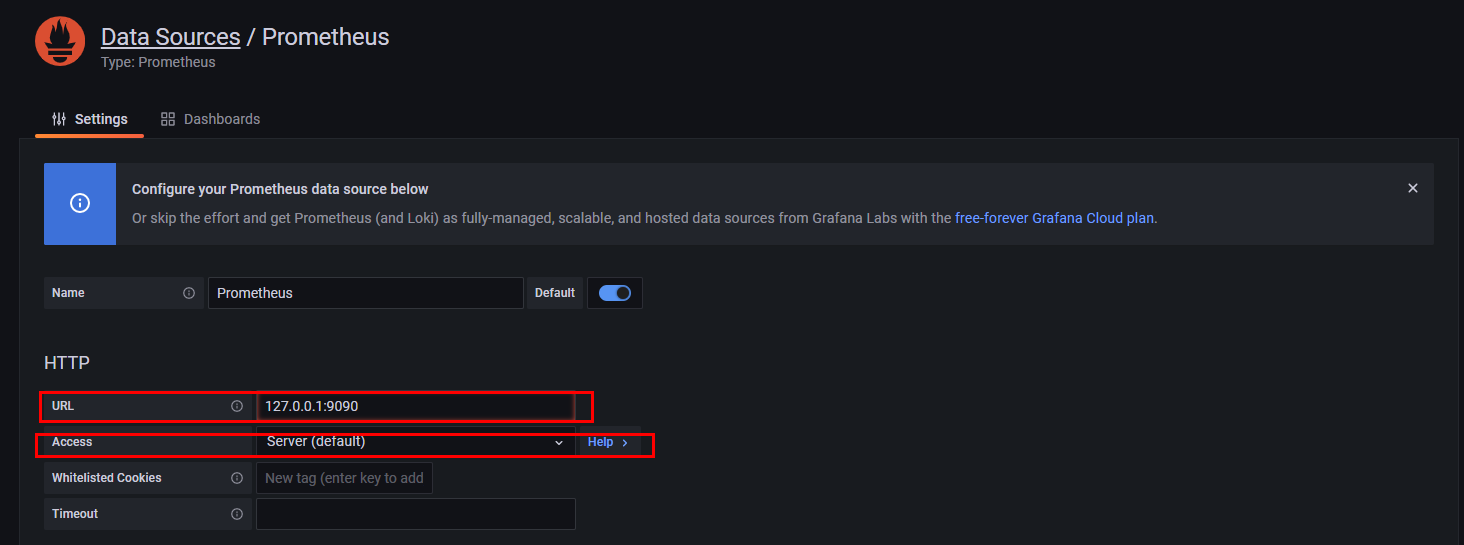 Data Sources / Prometheus
Type: Prometheus
Settings Dashboards
Configure your Prometheus data source below
Or skip the effort and get Prometheus (and Loki) as fully-managed, scalable, and hosted data sources from Grafana Labs with the free-forever Grafana Cloud plan.
Name Prometheus Default
HTTP
URL 127.0.0.1:9090
Access Server (default) Help
Whitelisted Cookies New tag (enter key to add
Timeout